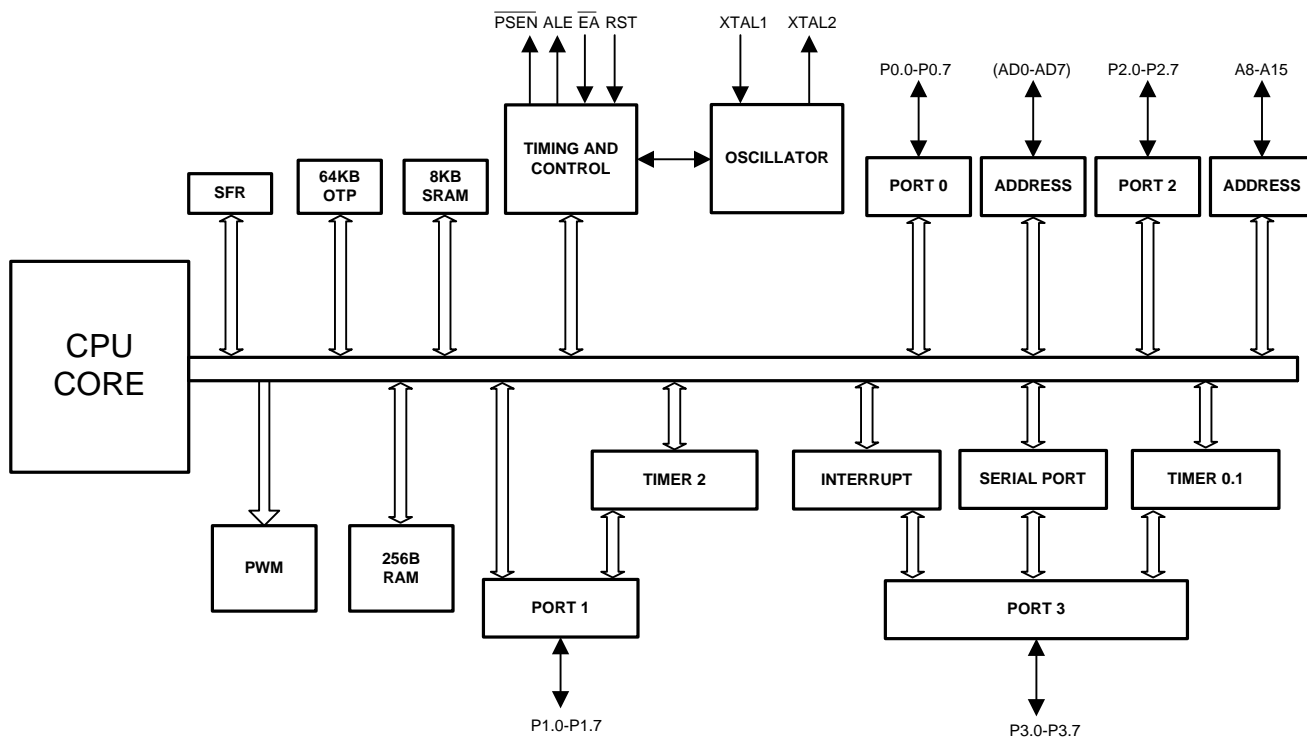 P̅S̅E̅N̅ ALE E̅A̅ RST
XTAL1 XTAL2
P0.0-P0.7 (AD0-AD7) P2.0-P2.7 A8-A15
TIMING AND
CONTROL
OSCILLATOR
PORT 0 ADDRESS PORT 2 ADDRESS
SFR
64KB
OTP
8KB
SRAM
CPU
CORE
TIMER 2 INTERRUPT SERIAL PORT TIMER 0.1
PWM
256B
RAM
PORT 1 PORT 3
P1.0-P1.7 P3.0-P3.7